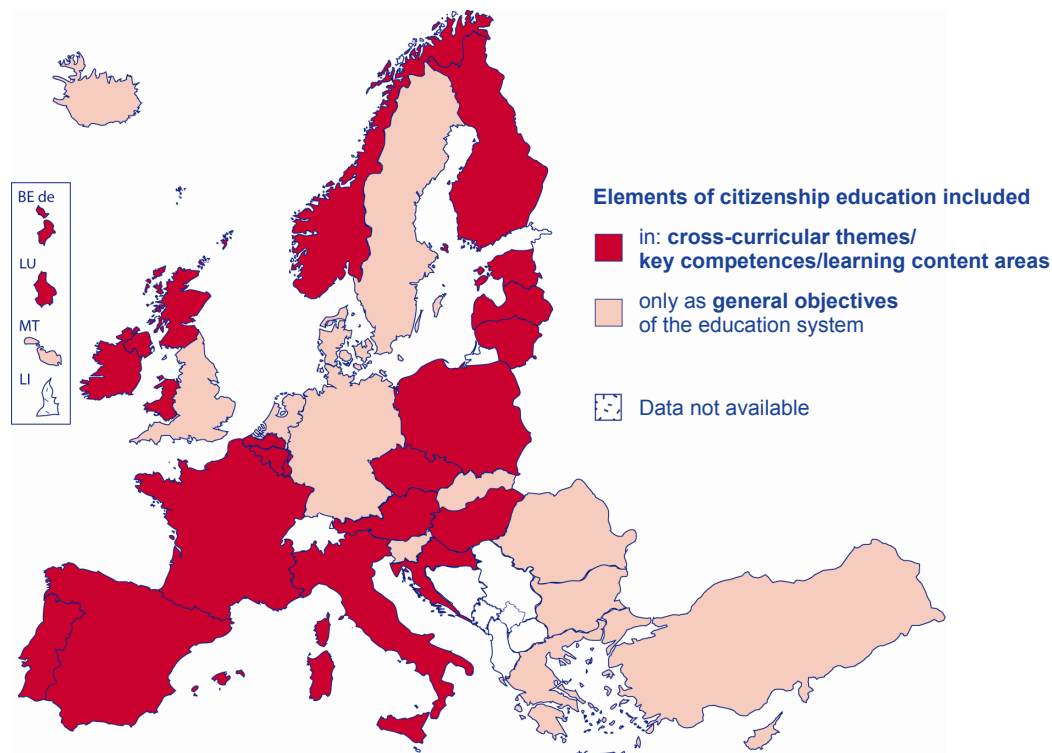 BE de
LU
MT
LI
Elements of citizenship education included
in: cross-curricular themes/
key competences/learning content areas
only as general objectives
of the education system
Data not available